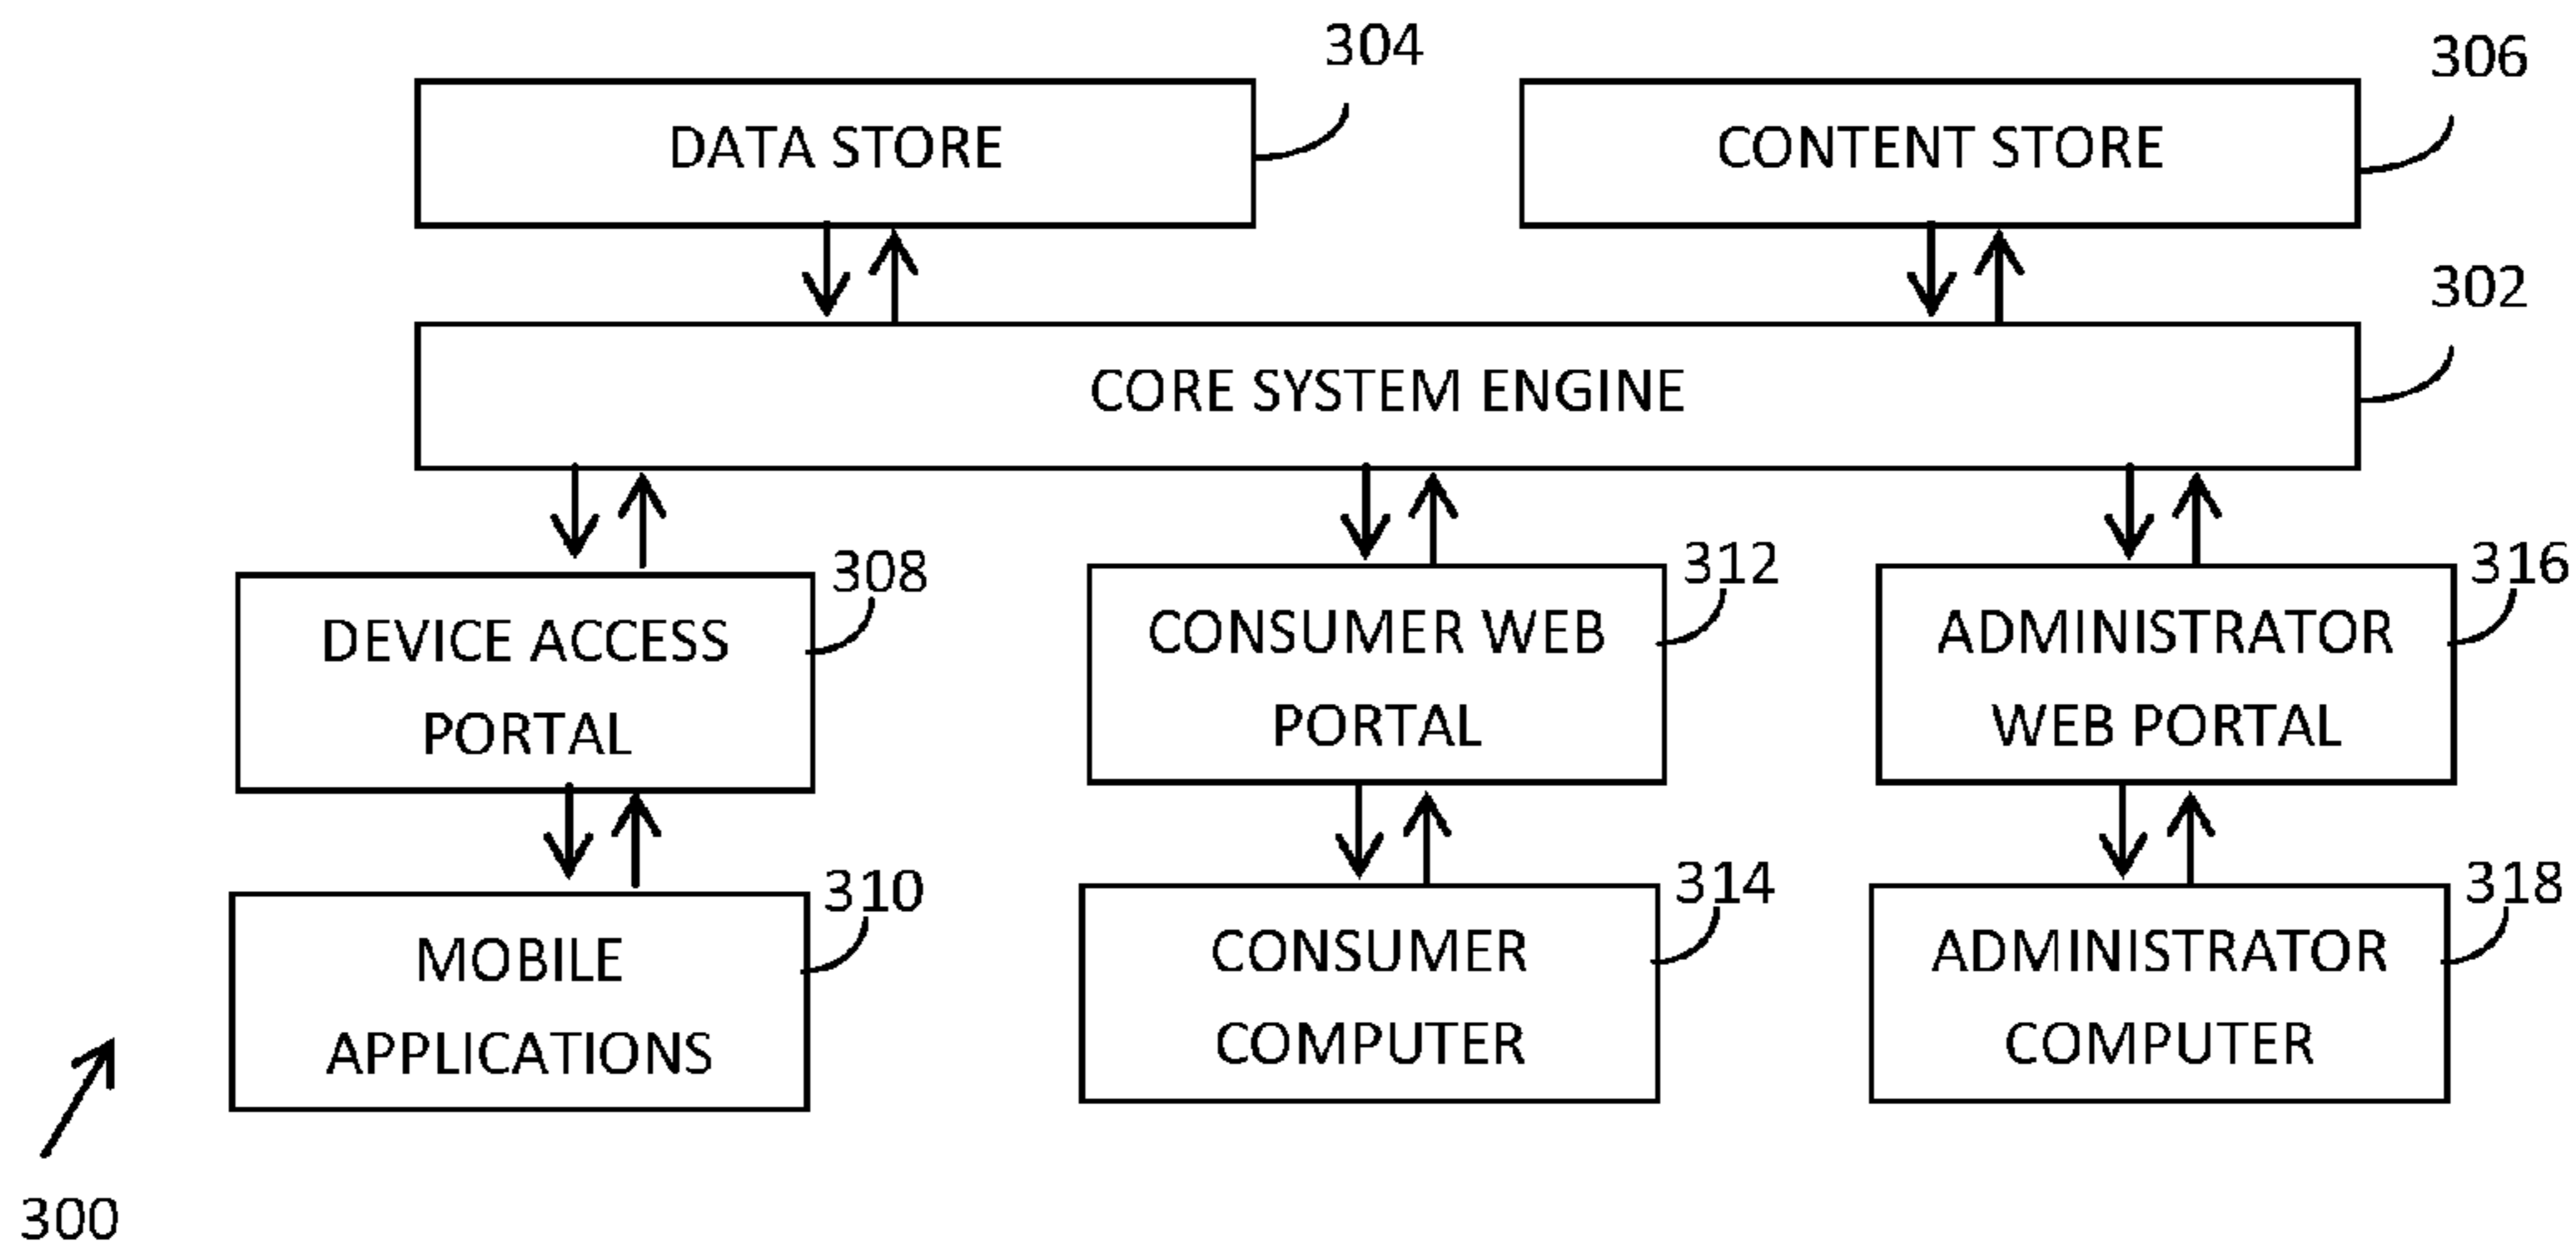 304
306
DATA STORE
CONTENT STORE
302
CORE SYSTEM ENGINE
308
312
316
DEVICE ACCESS
PORTAL
CONSUMER WEB
PORTAL
ADMINISTRATOR
WEB PORTAL
310
314
318
MOBILE
APPLICATIONS
CONSUMER
COMPUTER
ADMINISTRATOR
COMPUTER
300